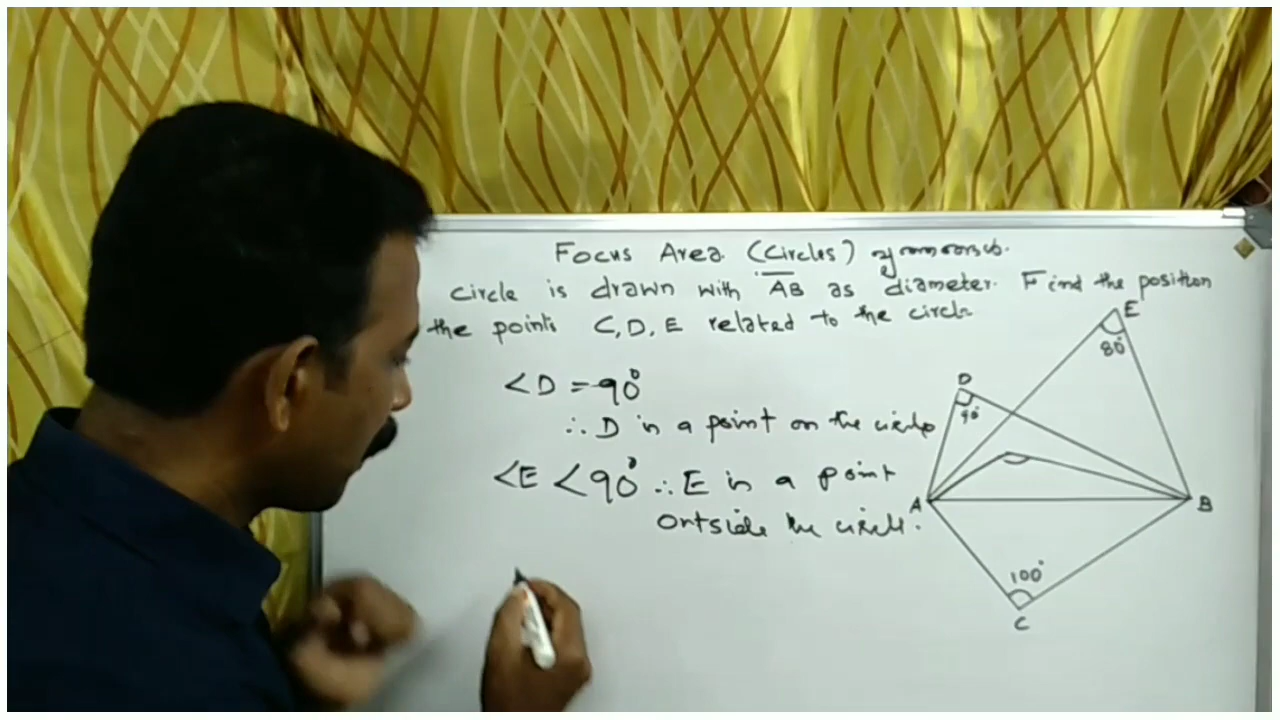 Focus Area (Circles)
circle is drawn with AB as diameter. Find the position
the points C, D, E related to the circle
<D = 90°
∴ D is a point on the circle
<E < 90° ∴ E is a point
outside the circle.
E
80°
D
90°
A
B
100°
C